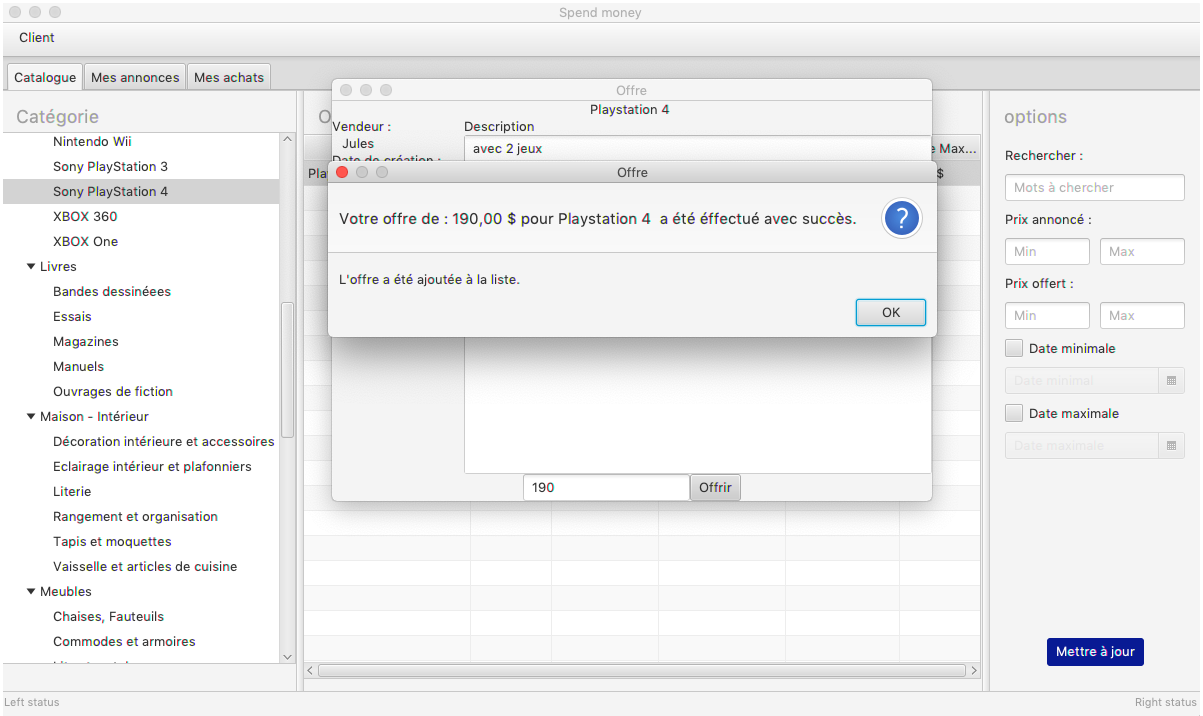 Spend money
Client
Catalogue Mes annonces Mes achats
Catégorie
Nintendo Wii
Sony PlayStation 3
Sony PlayStation 4
XBOX 360
XBOX One
Livres
Bandes dessinéees
Essais
Magazines
Manuels
Ouvrages de fiction
Maison - Intérieur
Décoration intérieure et accessoires
Eclairage intérieur et plafonniers
Literie
Rangement et organisation
Tapis et moquettes
Vaisselle et articles de cuisine
Meubles
Chaises, Fauteuils
Commodes et armoires
O
Pla
e Max...
$
Offre
Playstation 4
Vendeur :
Description
Jules
avec 2 jeux
Date de création :
Offre
Votre offre de : 190,00 $ pour Playstation 4 a été éffectué avec succès.
?
L'offre a été ajoutée à la liste.
OK
190
Offrir
options
Rechercher :
Mots à chercher
Prix annoncé :
Min Max
Prix offert :
Min Max
Date minimale
Date minimal
Date maximale
Date maximale
Mettre à jour
Left status
Right status